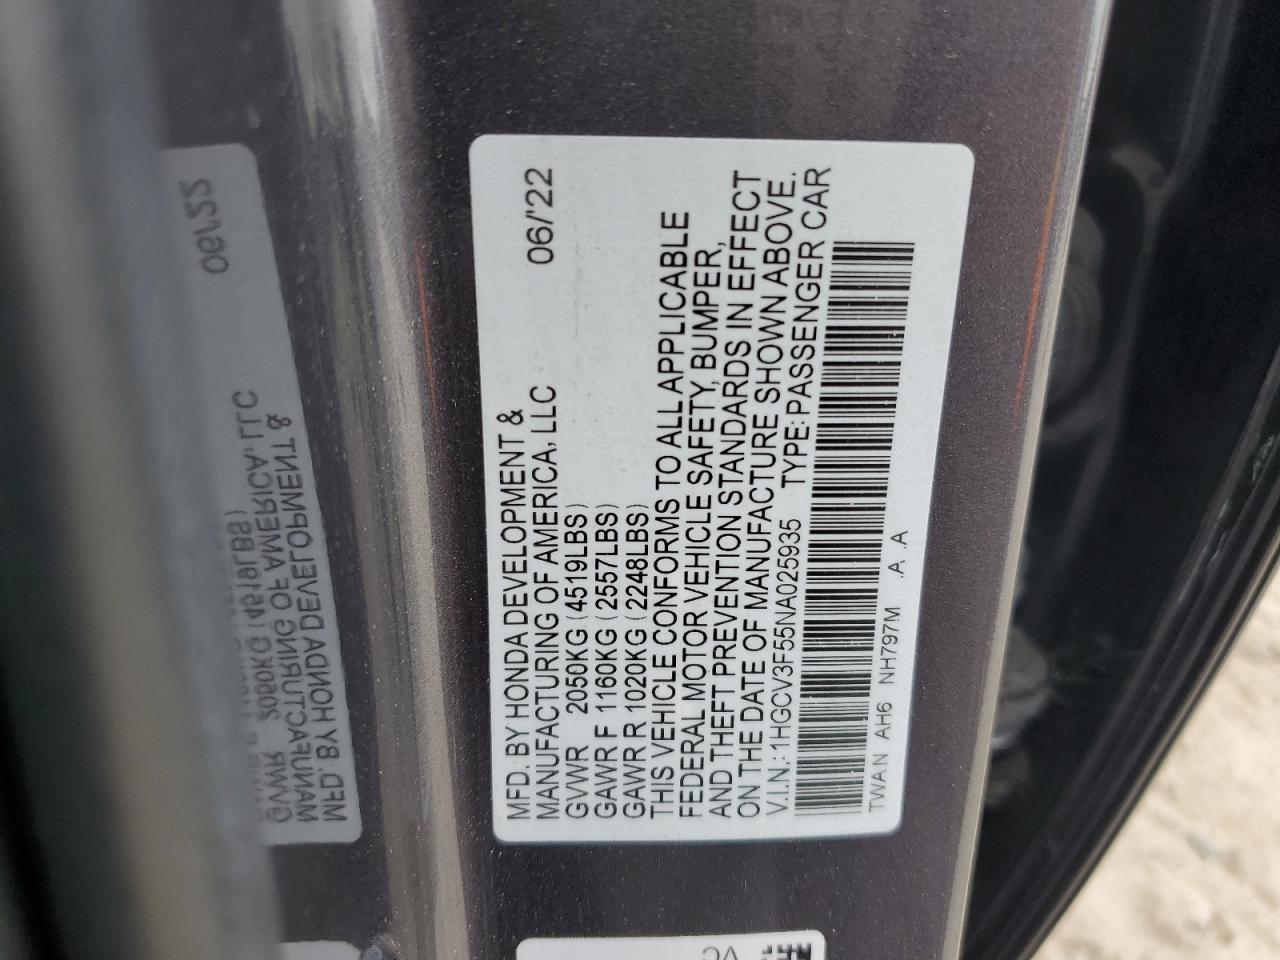 MFD. BY HONDA DEVELOPMENT &
MANUFACTURING OF AMERICA, LLC 06/'22
GVWR 2050KG (4519LBS)
GAWR F 1160KG (2557LBS)
GAWR R 1020KG (2248LBS)
THIS VEHICLE CONFORMS TO ALL APPLICABLE
FEDERAL MOTOR VEHICLE SAFETY, BUMPER,
AND THEFT PREVENTION STANDARDS IN EFFECT
ON THE DATE OF MANUFACTURE SHOWN ABOVE.
V.I.N.: 1HGCV3F55NA025935 TYPE: PASSENGER CAR
TWAN AH6 NH797M .A .A